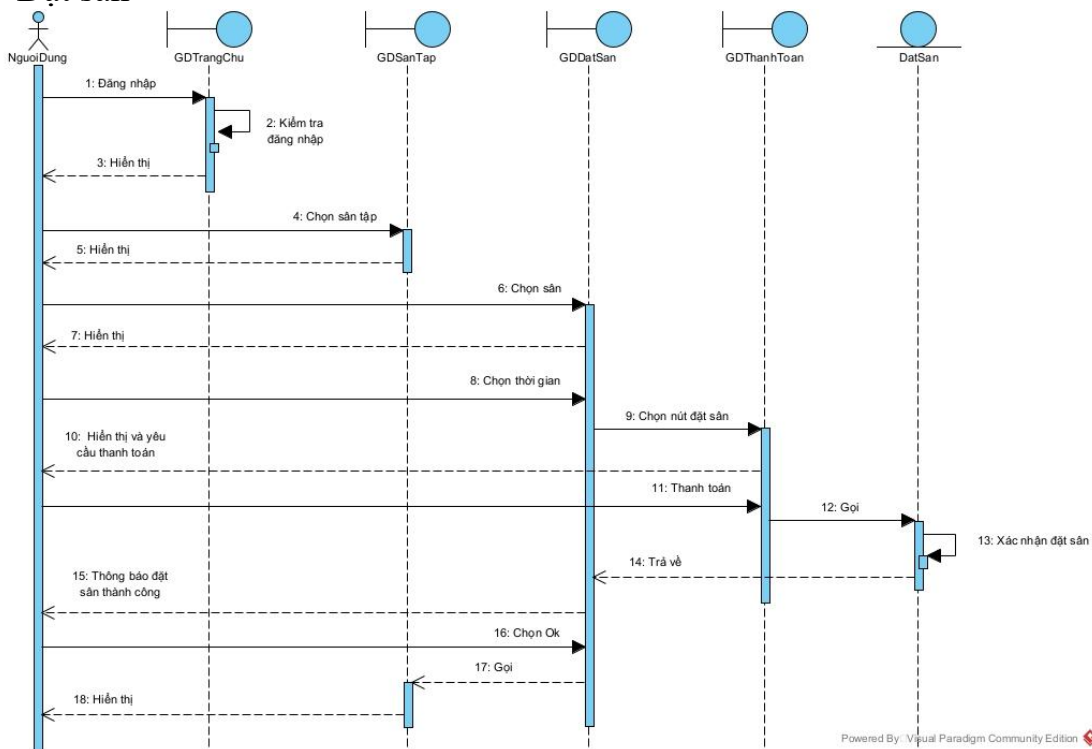 Đặt sân
NguoiDung
GDTrangChu
GDSanTap
GDDatSan
GDThanhToan
DatSan
1: Đăng nhập
2: Kiểm tra
đăng nhập
3: Hiển thị
4: Chọn sân tập
5: Hiển thị
6: Chọn sân
7: Hiển thị
8: Chọn thời gian
9: Chọn nút đặt sân
10: Hiển thị và yêu
cầu thanh toán
11: Thanh toán
12: Gọi
13: Xác nhận đặt sân
14: Trả về
15: Thông báo đặt
sân thành công
16: Chọn Ok
17: Gọi
18: Hiển thị
Powered By Visual Paradigm Community Edition